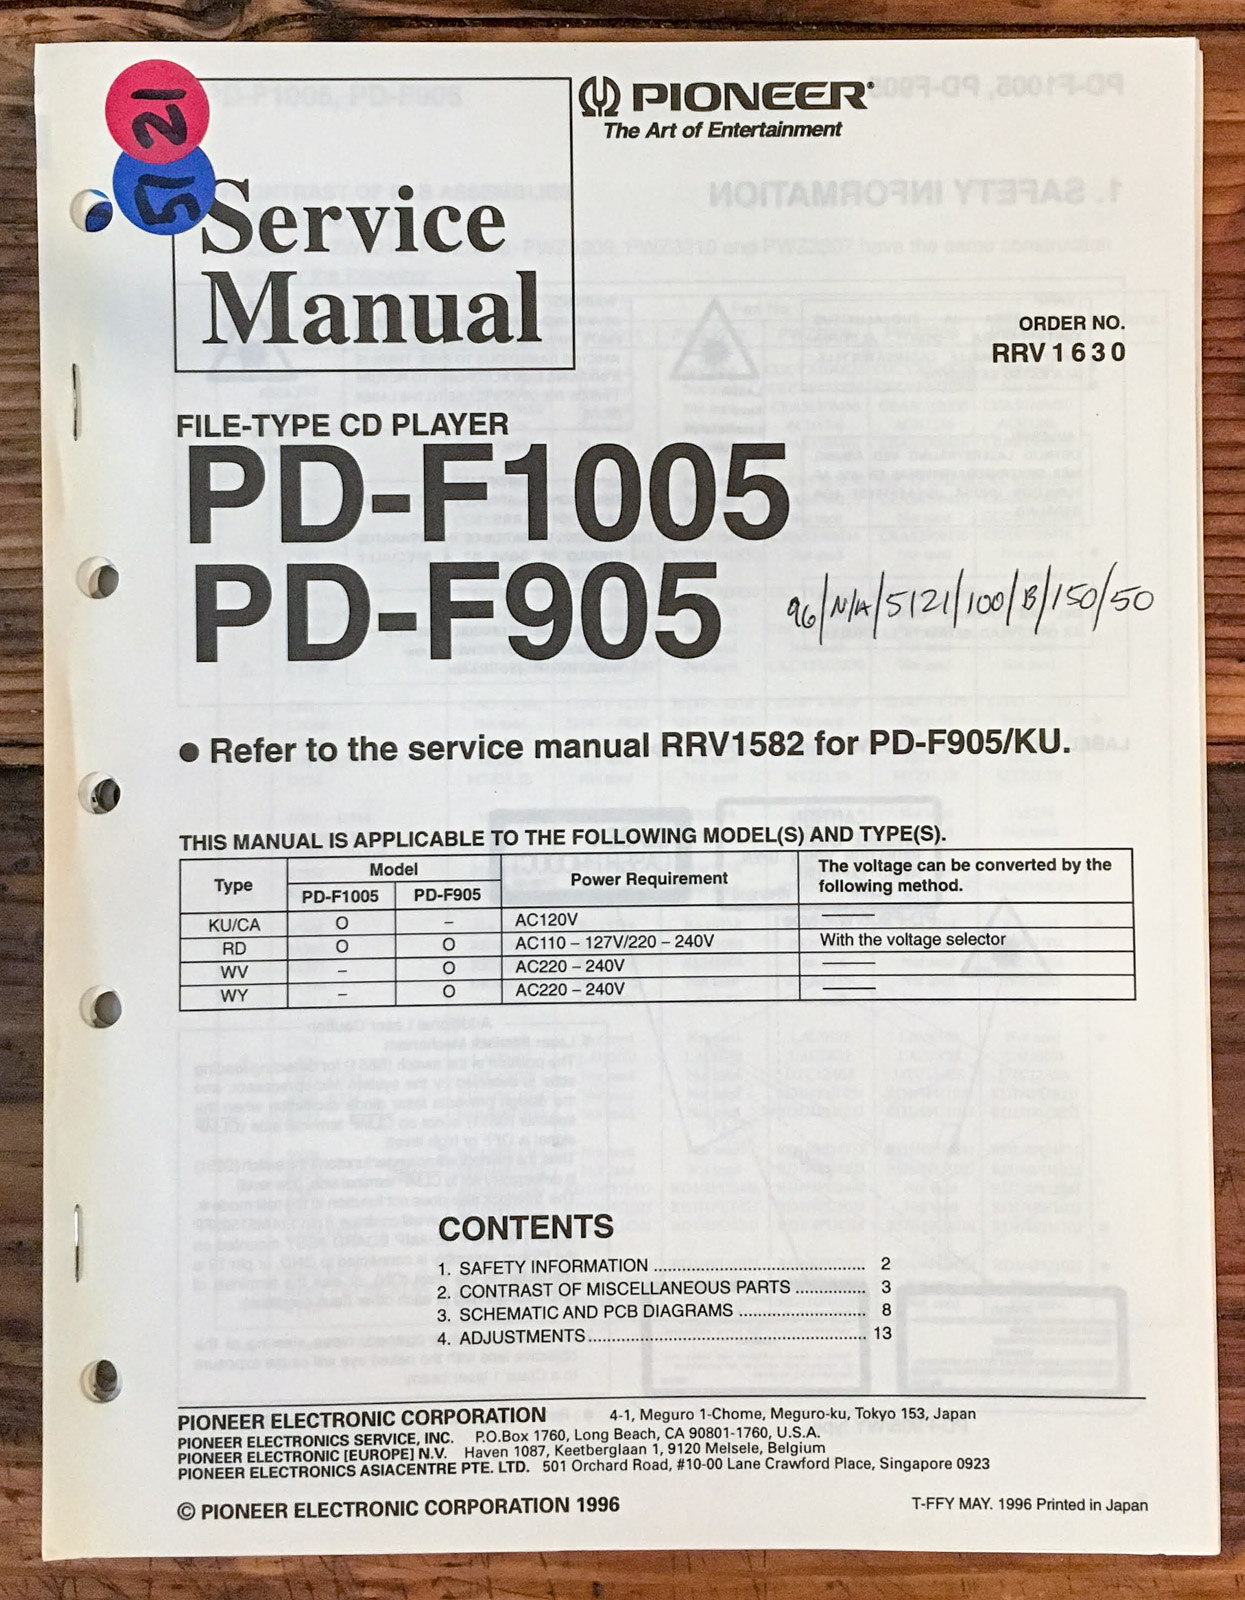 21
51
PIONEER®
The Art of Entertainment
Service
Manual
ORDER NO.
RRV1630
FILE-TYPE CD PLAYER
PD-F1005
PD-F905
96/N/A/5121/100/B/150/50
● Refer to the service manual RRV1582 for PD-F905/KU.
THIS MANUAL IS APPLICABLE TO THE FOLLOWING MODEL(S) AND TYPE(S).
Type Model Power Requirement The voltage can be converted by the following method.
PD-F1005 PD-F905
KU/CA O – AC120V ———
RD O O AC110 – 127V/220 – 240V With the voltage selector
WV – O AC220 – 240V ———
WY – O AC220 – 240V ———
CONTENTS
1. SAFETY INFORMATION ........................................ 2
2. CONTRAST OF MISCELLANEOUS PARTS ............... 3
3. SCHEMATIC AND PCB DIAGRAMS ........................ 8
4. ADJUSTMENTS .................................................... 13
PIONEER ELECTRONIC CORPORATION 4-1, Meguro 1-Chome, Meguro-ku, Tokyo 153, Japan
PIONEER ELECTRONICS SERVICE, INC. P.O.Box 1760, Long Beach, CA 90801-1760, U.S.A.
PIONEER ELECTRONIC [EUROPE] N.V. Haven 1087, Keetberglaan 1, 9120 Melsele, Belgium
PIONEER ELECTRONICS ASIACENTRE PTE. LTD. 501 Orchard Road, #10-00 Lane Crawford Place, Singapore 0923
© PIONEER ELECTRONIC CORPORATION 1996
T-FFY MAY. 1996 Printed in Japan